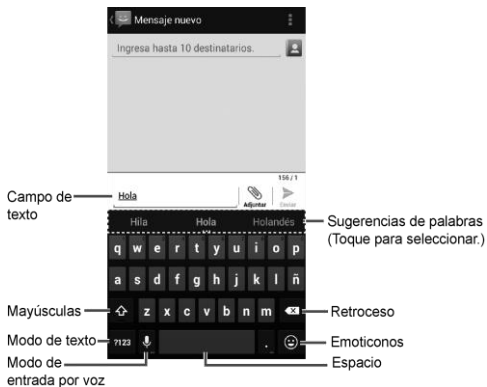 Mensaje nuevo
Ingresa hasta 10 destinatarios.
156 / 1
Campo de
texto
Hola
Adjuntar
Enviar
Hila
Hola
Holandés
Sugerencias de palabras
(Toque para seleccionar.)
q w e r t y u i o p
a s d f g h j k l ñ
Mayúsculas
z x c v b n m
Retroceso
Modo de texto
?123
.
Emoticonos
Modo de
entrada por voz
Espacio